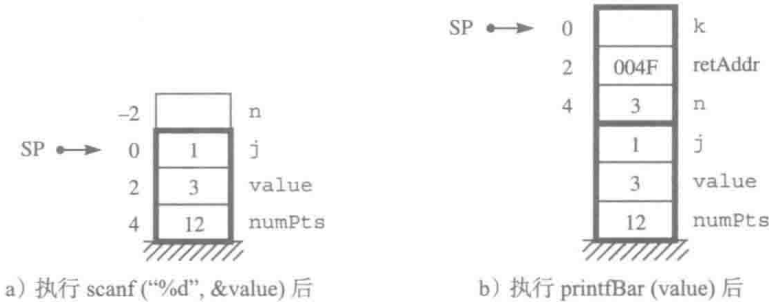 −2 n
SP 0 1 j
2 3 value
4 12 numPts
a）执行 scanf (“%d”, &value) 后
SP 0 k
2 004F retAddr
4 3 n
1 j
3 value
12 numPts
b）执行 printfBar (value) 后